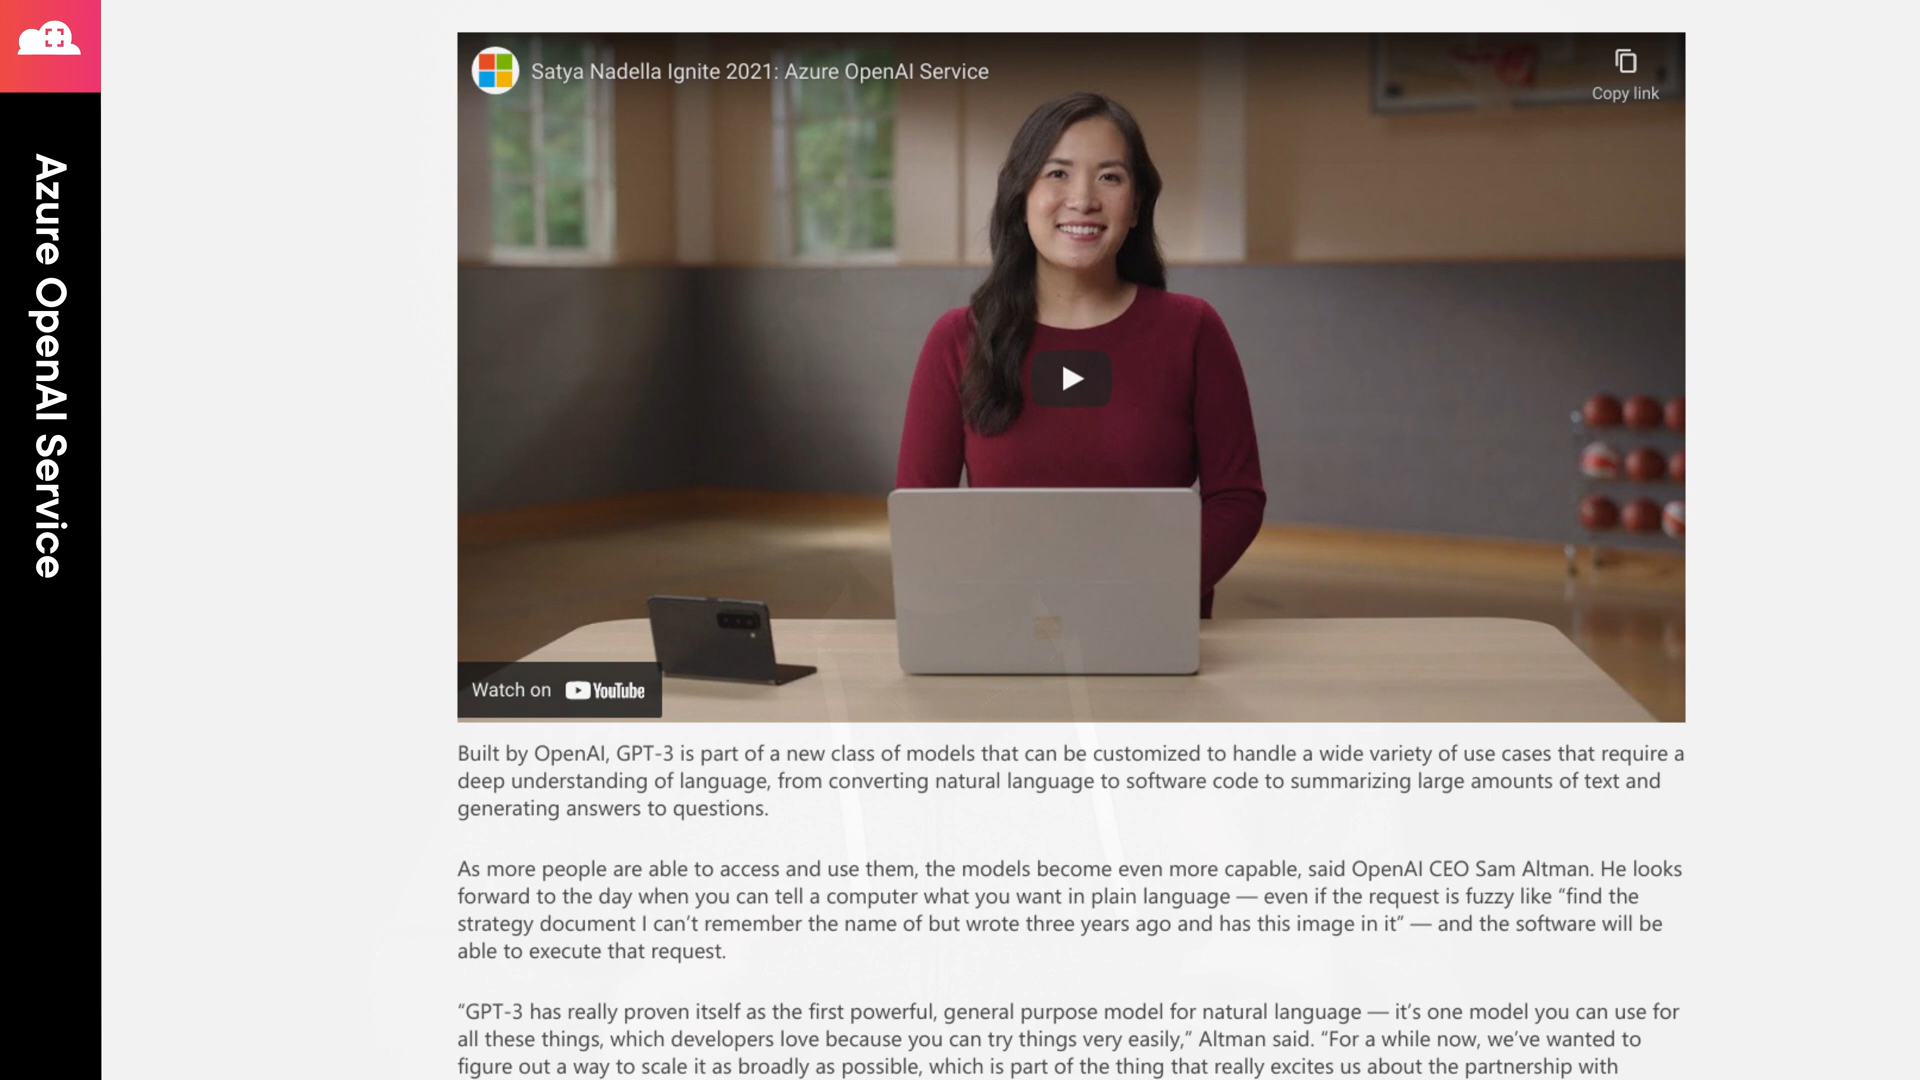 Azure OpenAI Service
Satya Nadella Ignite 2021: Azure OpenAI Service
Copy link
Watch on YouTube
Built by OpenAI, GPT-3 is part of a new class of models that can be customized to handle a wide variety of use cases that require a
deep understanding of language, from converting natural language to software code to summarizing large amounts of text and
generating answers to questions.
As more people are able to access and use them, the models become even more capable, said OpenAI CEO Sam Altman. He looks
forward to the day when you can tell a computer what you want in plain language — even if the request is fuzzy like “find the
strategy document I can’t remember the name of but wrote three years ago and has this image in it” — and the software will be
able to execute that request.
“GPT-3 has really proven itself as the first powerful, general purpose model for natural language — it’s one model you can use for
all these things, which developers love because you can try things very easily,” Altman said. “For a while now, we’ve wanted to
figure out a way to scale it as broadly as possible, which is part of the thing that really excites us about the partnership with